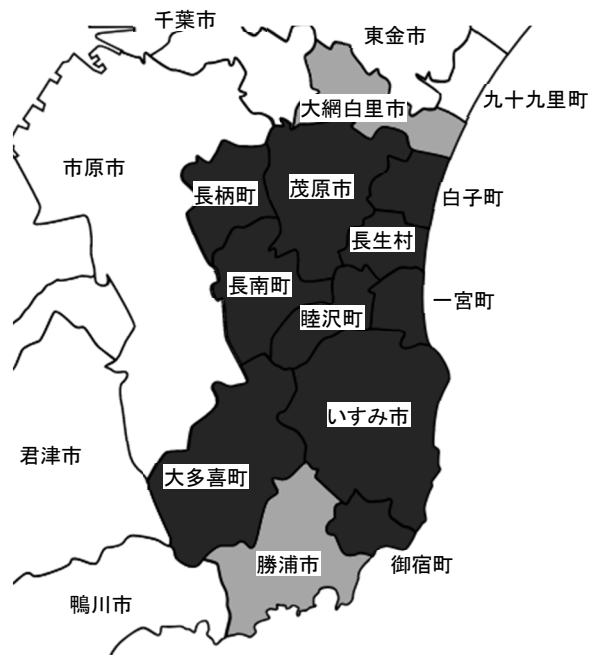 千葉市
東金市
九十九里町
大網白里市
市原市
長柄町
茂原市
白子町
長生村
長南町
一宮町
睦沢町
いすみ市
君津市
大多喜町
勝浦市
御宿町
鴨川市